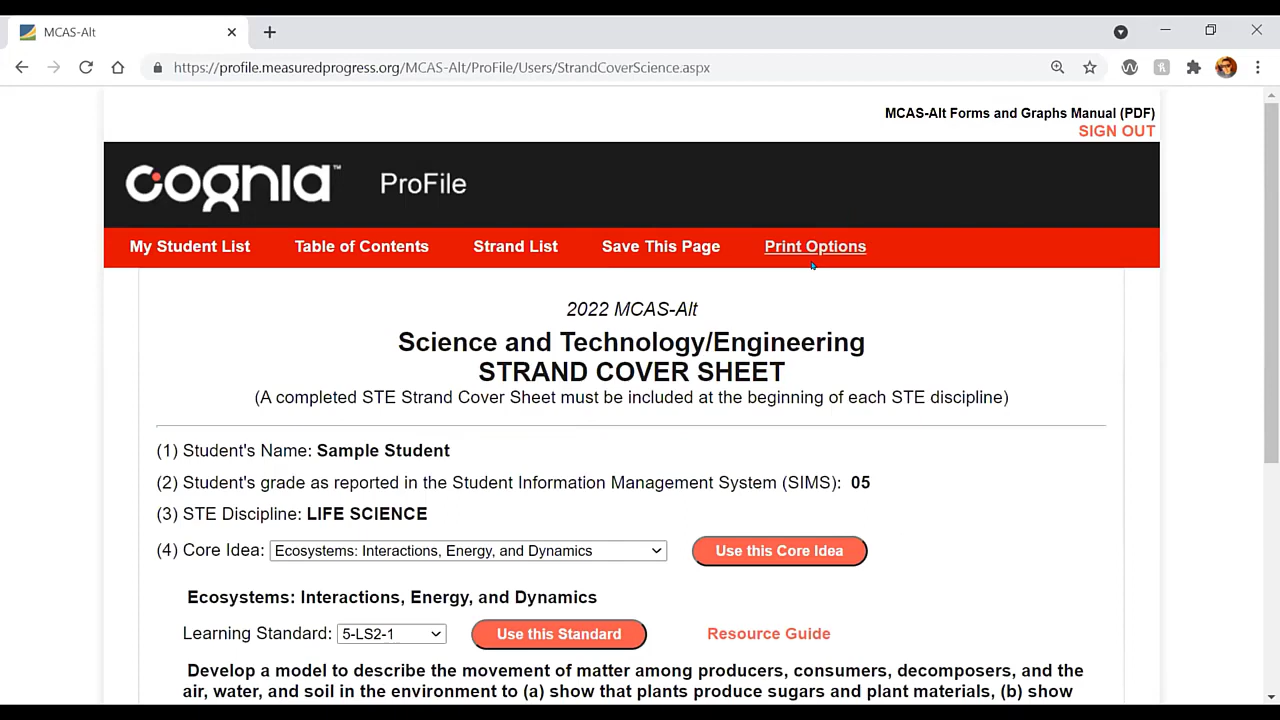 MCAS-Alt
https://profile.measuredprogress.org/MCAS-Alt/ProFile/Users/StrandCoverScience.aspx
MCAS-Alt Forms and Graphs Manual (PDF)
SIGN OUT
cognia™ ProFile
My Student List Table of Contents Strand List Save This Page Print Options
2022 MCAS-Alt
Science and Technology/Engineering
STRAND COVER SHEET
(A completed STE Strand Cover Sheet must be included at the beginning of each STE discipline)
(1) Student's Name: Sample Student
(2) Student's grade as reported in the Student Information Management System (SIMS): 05
(3) STE Discipline: LIFE SCIENCE
(4) Core Idea: Ecosystems: Interactions, Energy, and Dynamics Use this Core Idea
Ecosystems: Interactions, Energy, and Dynamics
Learning Standard: 5-LS2-1 Use this Standard Resource Guide
Develop a model to describe the movement of matter among producers, consumers, decomposers, and the
air, water, and soil in the environment to (a) show that plants produce sugars and plant materials, (b) show